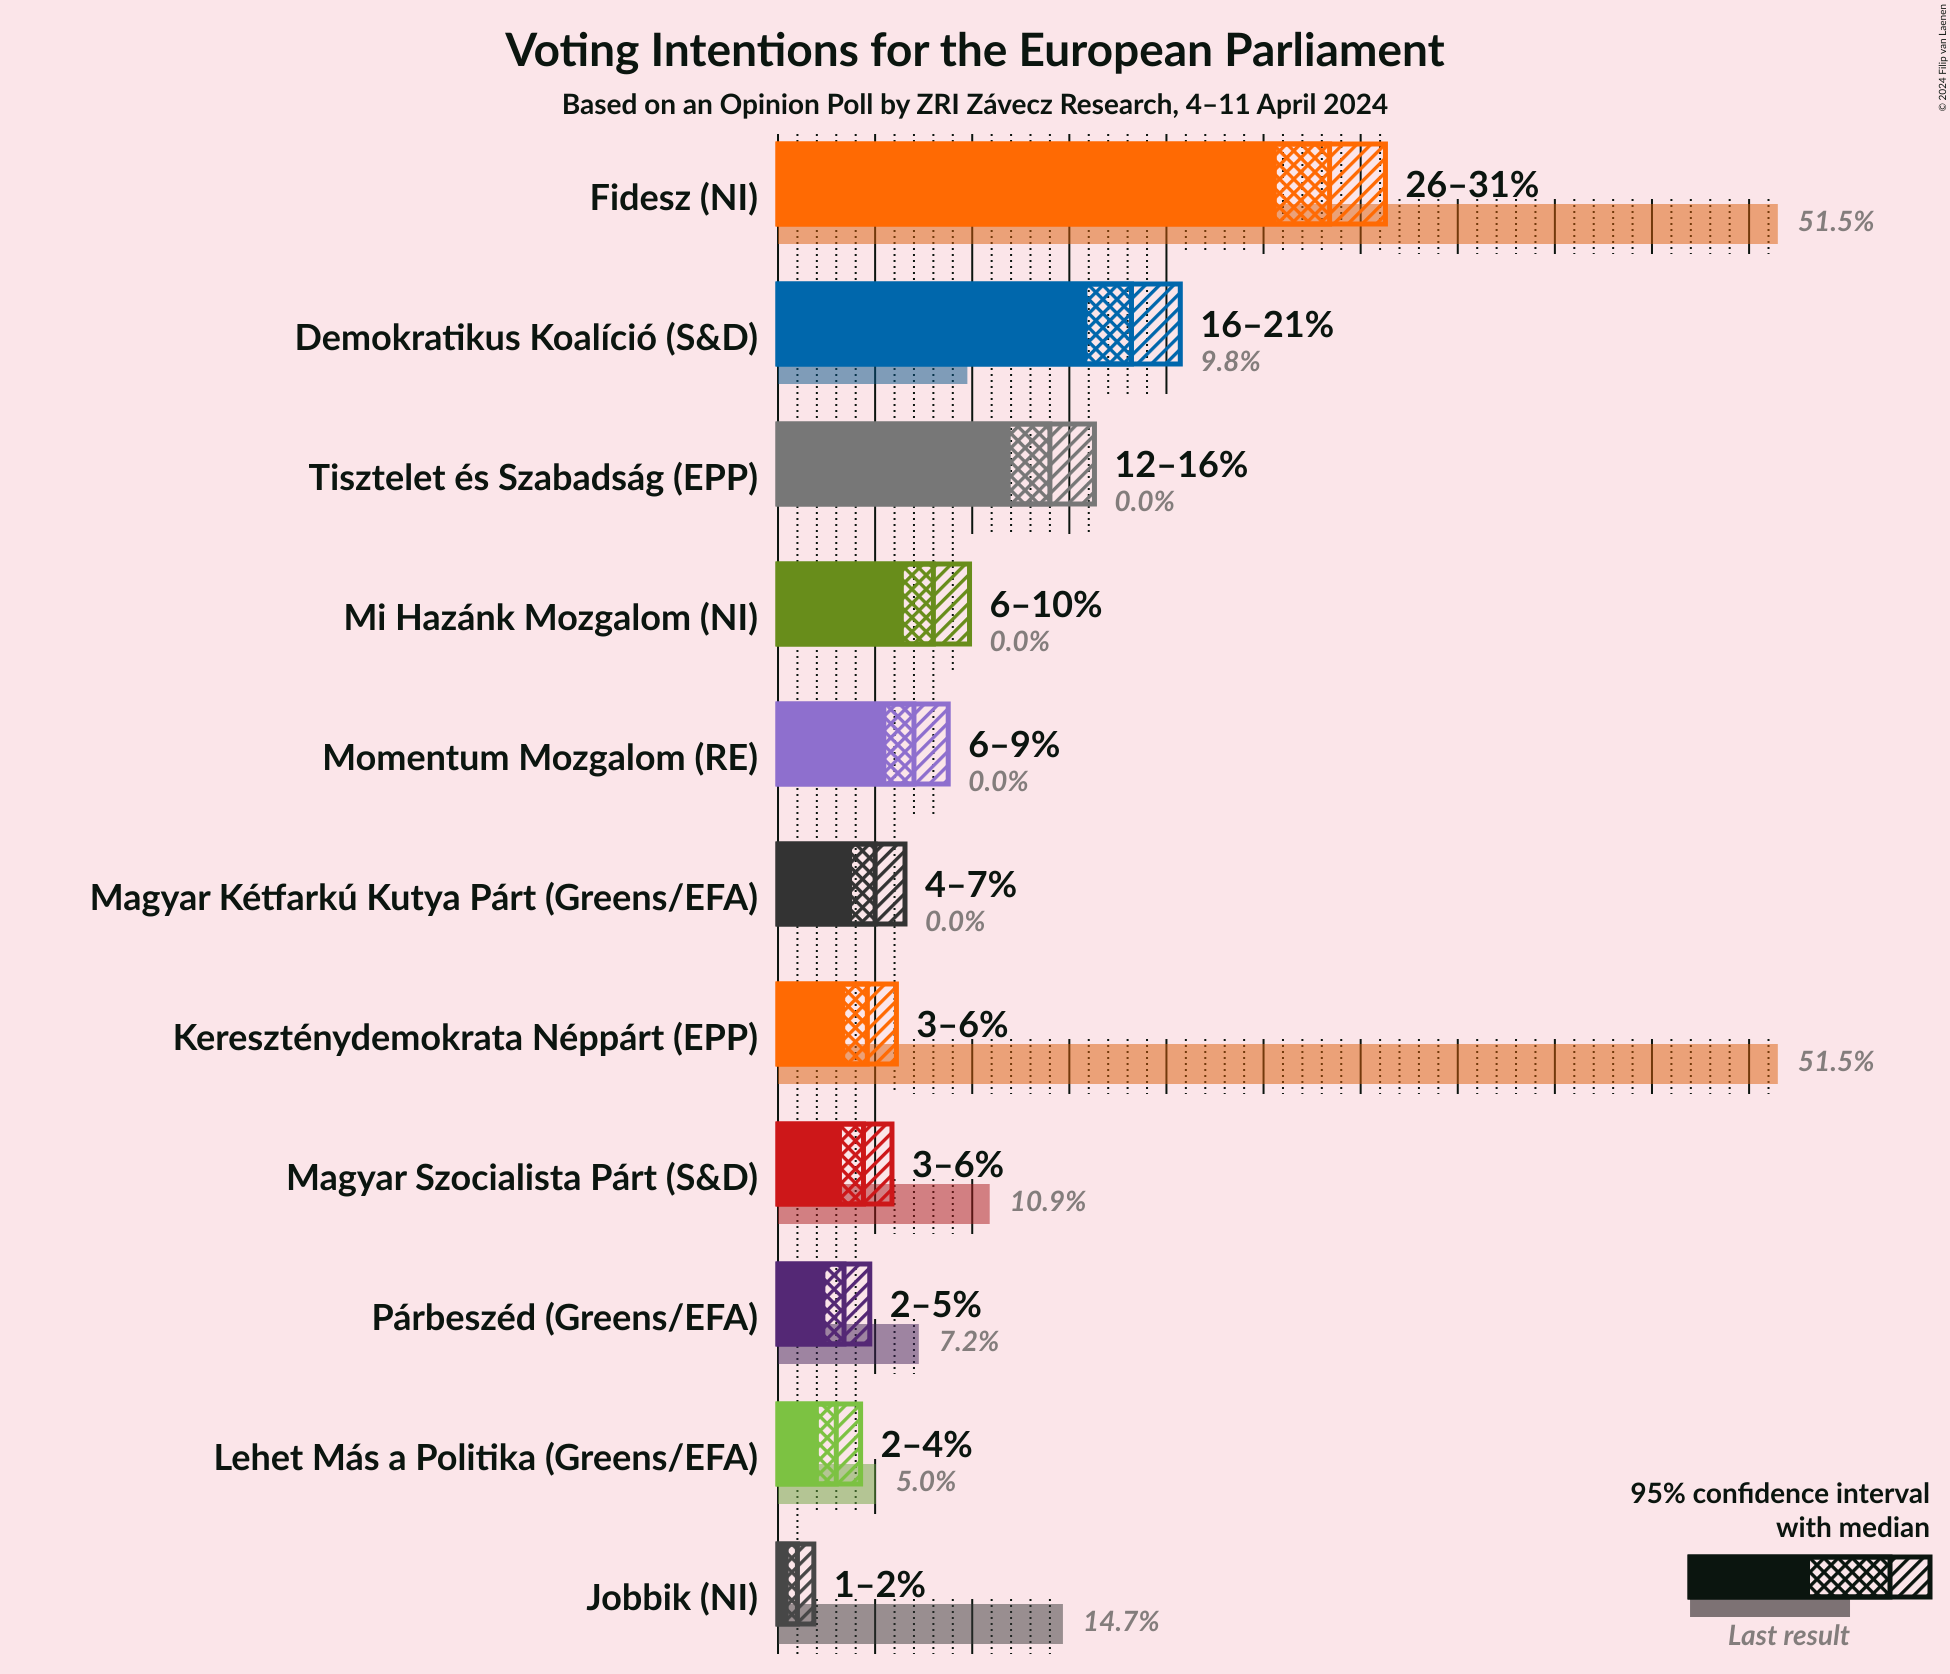 © 2024 Filip van Laenen
Voting Intentions for the European Parliament
Based on an Opinion Poll by ZRI Závecz Research, 4–11 April 2024
Fidesz (NI)
26–31%
51.5%
Demokratikus Koalíció (S&D)
16–21%
9.8%
Tisztelet és Szabadság (EPP)
12–16%
0.0%
Mi Hazánk Mozgalom (NI)
6–10%
0.0%
Momentum Mozgalom (RE)
6–9%
0.0%
Magyar Kétfarkú Kutya Párt (Greens/EFA)
4–7%
0.0%
Kereszténydemokrata Néppárt (EPP)
3–6%
51.5%
Magyar Szocialista Párt (S&D)
3–6%
10.9%
Párbeszéd (Greens/EFA)
2–5%
7.2%
Lehet Más a Politika (Greens/EFA)
2–4%
5.0%
Jobbik (NI)
1–2%
14.7%
95% confidence interval
with median
Last result